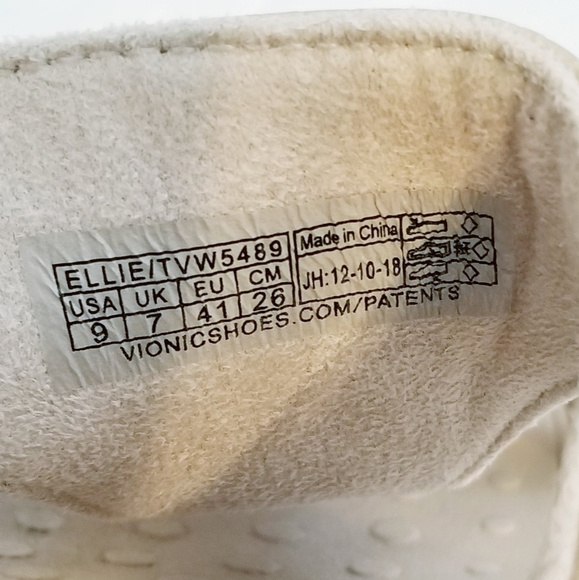 ELLIE/TVW5489
USA UK EU CM
9 7 41 26
Made in China
JH:12-10-18
VIONICSHOES.COM/PATENTS